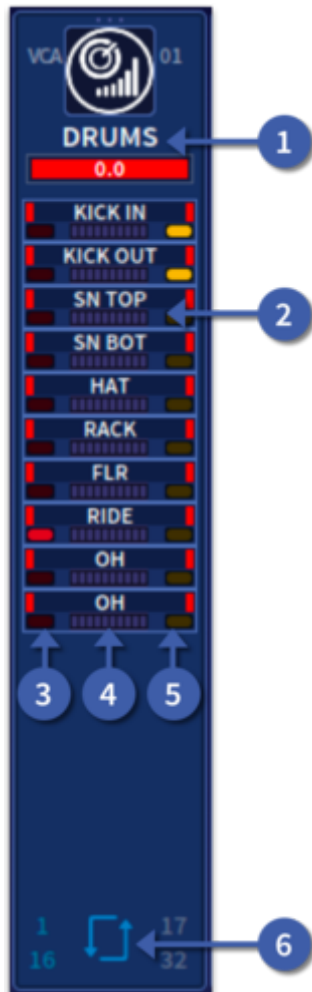 VCA 01
DRUMS
1
0.0
KICK IN
KICK OUT
SN TOP
2
SN BOT
HAT
RACK
FLR
RIDE
OH
OH
3 4 5
1 17
6
16 32